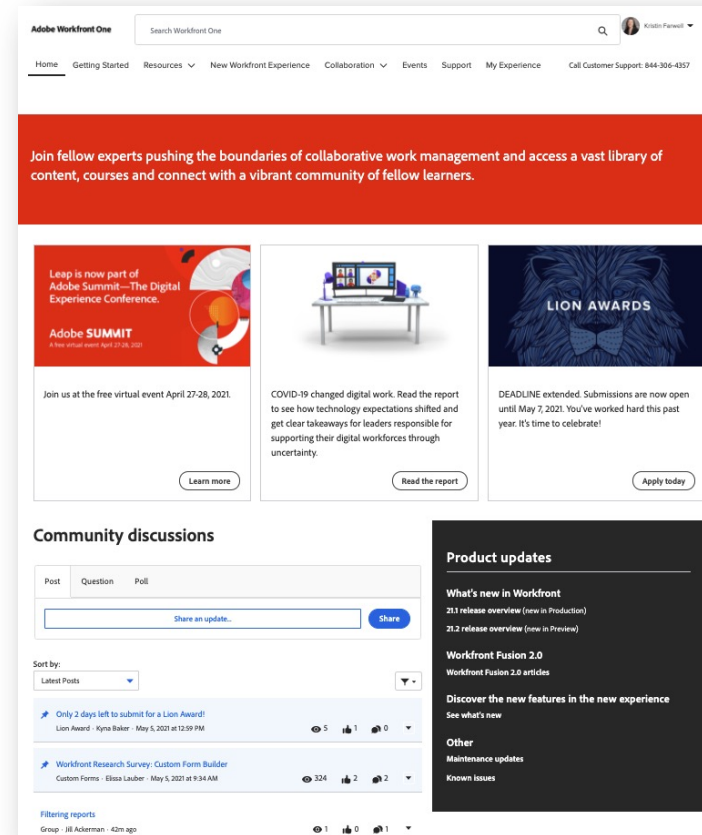 Adobe Workfront One
Search Workfront One
Kristin Farwell
Home Getting Started Resources New Workfront Experience Collaboration Events Support My Experience Call Customer Support: 844-306-4357
Join fellow experts pushing the boundaries of collaborative work management and access a vast library of
content, courses and connect with a vibrant community of fellow learners.
Leap is now part of
Adobe Summit—The Digital
Experience Conference.
Adobe SUMMIT
A free virtual event April 27-28, 2021
Join us at the free virtual event April 27-28, 2021.
Learn more
COVID-19 changed digital work. Read the report
to see how technology expectations shifted and
get clear takeaways for leaders responsible for
supporting their digital workforces through
uncertainty.
Read the report
LION AWARDS
DEADLINE extended. Submissions are now open
until May 7, 2021. You've worked hard this past
year. It's time to celebrate!
Apply today
Community discussions
Post Question Poll
Share an update...
Share
Sort by:
Latest Posts
Only 2 days left to submit for a Lion Award!
Lion Award - Kyna Baker - May 5, 2021 at 12:59 PM 5 1 0
Workfront Research Survey: Custom Form Builder
Custom Forms - Elissa Lauber - May 5, 2021 at 9:34 AM 324 2 2
Filtering reports
Group - Jill Ackerman - 42m ago 1 0 1
Product updates
What's new in Workfront
21.1 release overview (new in Production)
21.2 release overview (new in Preview)
Workfront Fusion 2.0
Workfront Fusion 2.0 articles
Discover the new features in the new experience
See what's new
Other
Maintenance updates
Known issues